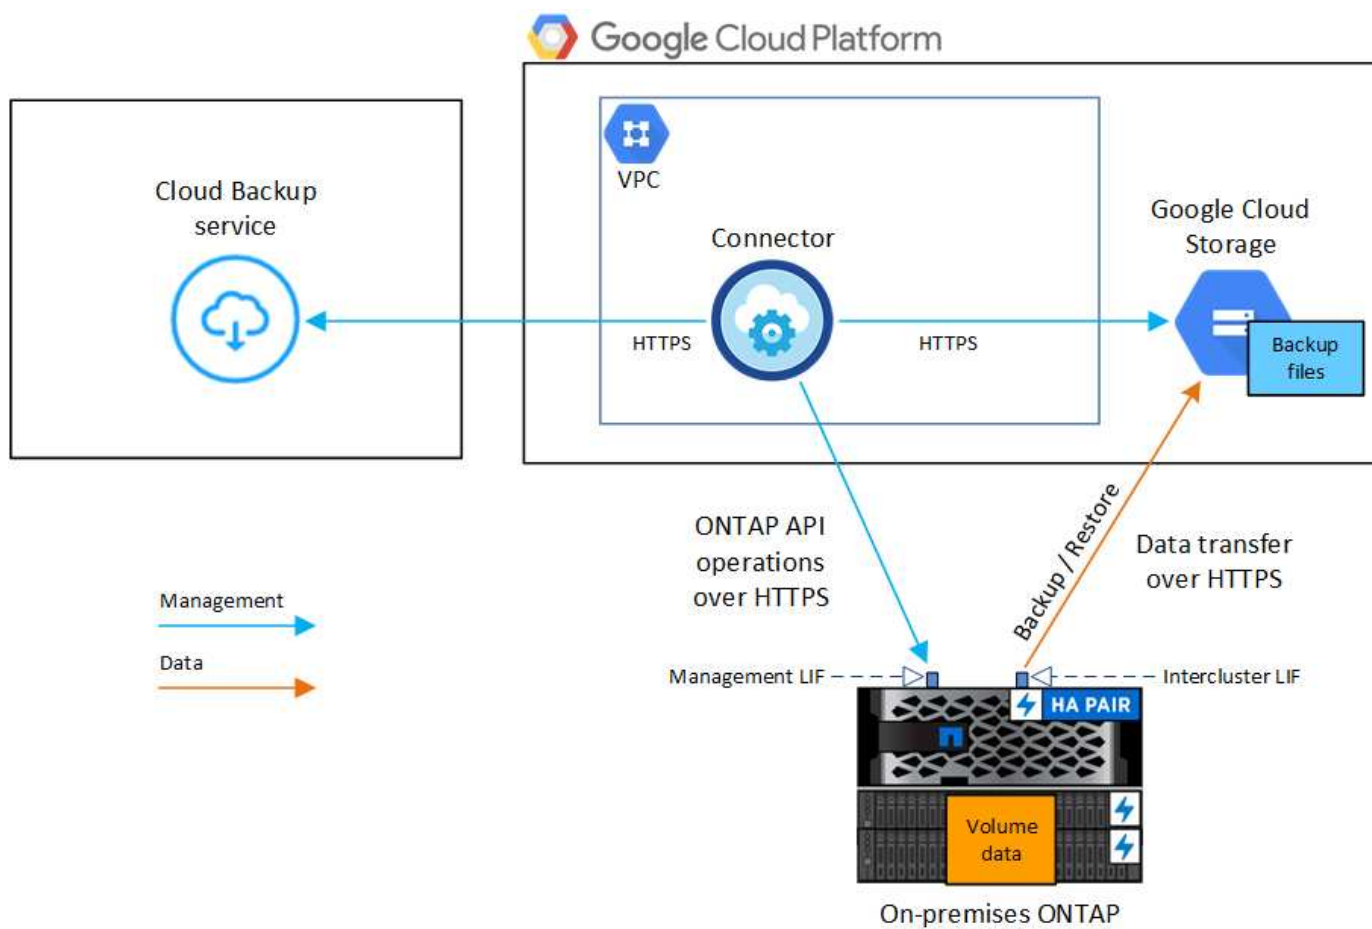 Google Cloud Platform
Cloud Backup
service
VPC
Connector
Google Cloud
Storage
HTTPS
HTTPS
Backup
files
ONTAP API
operations
over HTTPS
Backup / Restore
Data transfer
over HTTPS
Management
Data
Management LIF
Intercluster LIF
HA PAIR
Volume
data
On-premises ONTAP